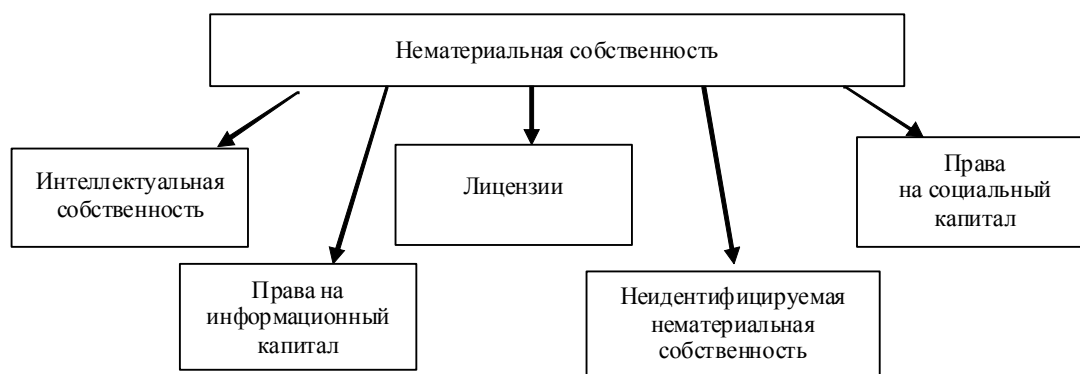 Нематериальная собственность
Интеллектуальная
собственность
Права на
информационный
капитал
Лицензии
Неидентифицируемая
нематериальная
собственность
Права
на социальный
капитал